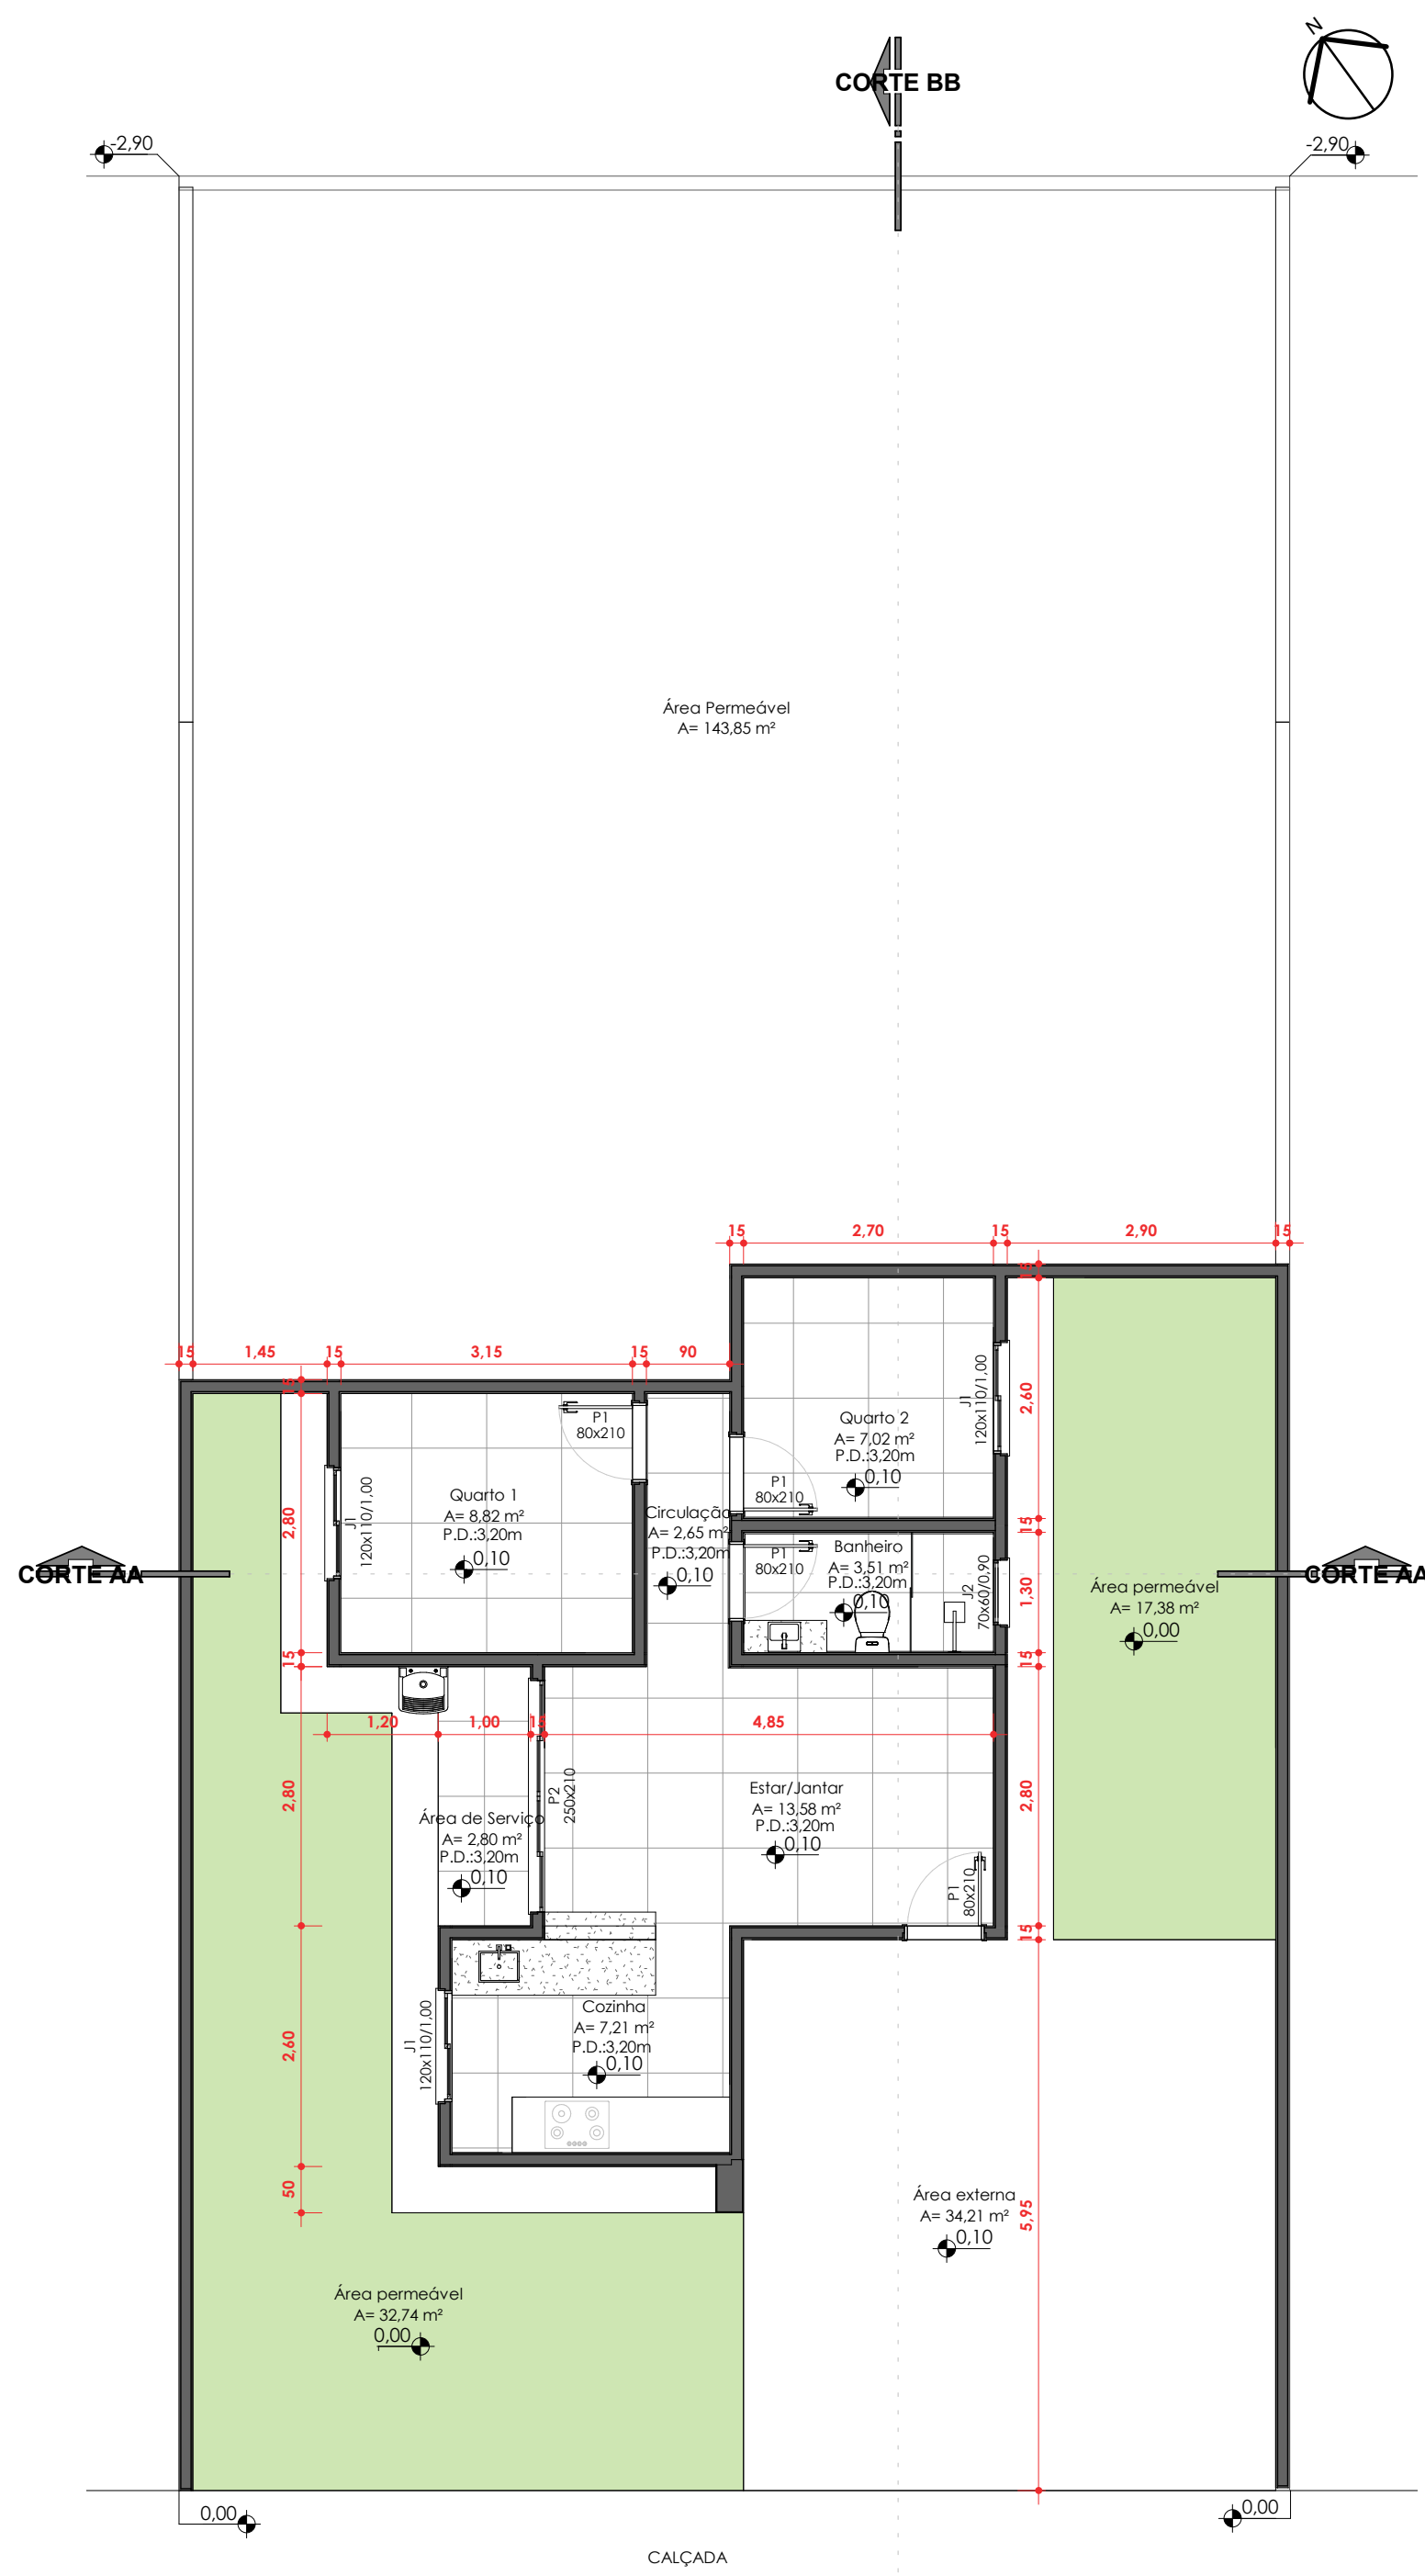 N
CORTE BB
-2,90
-2,90
Área Permeável
A= 143,85 m²
15
2,70
15
2,90
15
15
1,45
15
3,15
15
90
15
15
P1
80x210
J1
120x110/1,00
2,60
Quarto 2
A= 7,02 m²
P.D.:3,20m
0,10
P1
80x210
Quarto 1
A= 8,82 m²
P.D.:3,20m
0,10
J1
120x110/1,00
2,80
Circulação
A= 2,65 m²
P.D.:3,20m
0,10
15
Banheiro
A= 3,51 m²
P.D.:3,20m
0,10
P1
80x210
J2
70x60/0,90
1,30
CORTE AA
CORTE AA
Área permeável
A= 17,38 m²
0,00
15
15
1,20
1,00
15
4,85
2,80
P2
250x210
Estar/Jantar
A= 13,58 m²
P.D.:3,20m
0,10
2,80
Área de Serviço
A= 2,80 m²
P.D.:3,20m
0,10
P1
80x210
15
Cozinha
A= 7,21 m²
P.D.:3,20m
0,10
J1
120x110/1,00
2,60
50
Área externa
A= 34,21 m²
0,10
5,95
Área permeável
A= 32,74 m²
0,00
0,00
0,00
CALÇADA